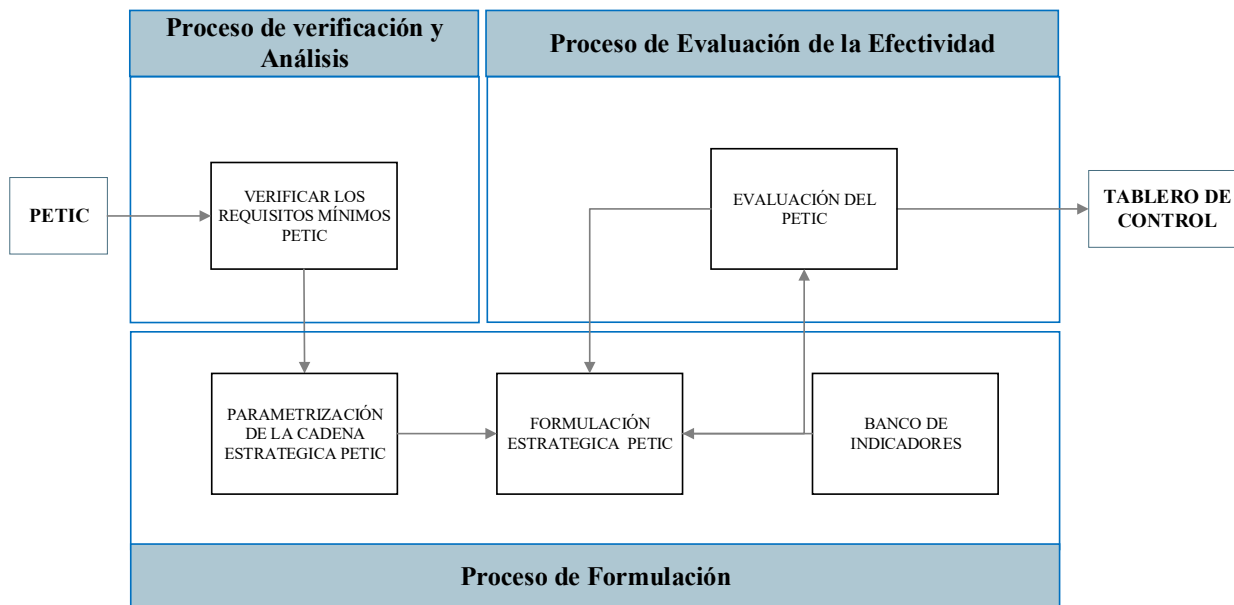 Proceso de verificación y
Análisis
Proceso de Evaluación de la Efectividad
PETIC
VERIFICAR LOS
REQUISITOS MÍNIMOS
PETIC
EVALUACIÓN DEL
PETIC
TABLERO DE
CONTROL
PARAMETRIZACIÓN
DE LA CADENA
ESTRATEGICA PETIC
FORMULACIÓN
ESTRATEGICA PETIC
BANCO DE
INDICADORES
Proceso de Formulación